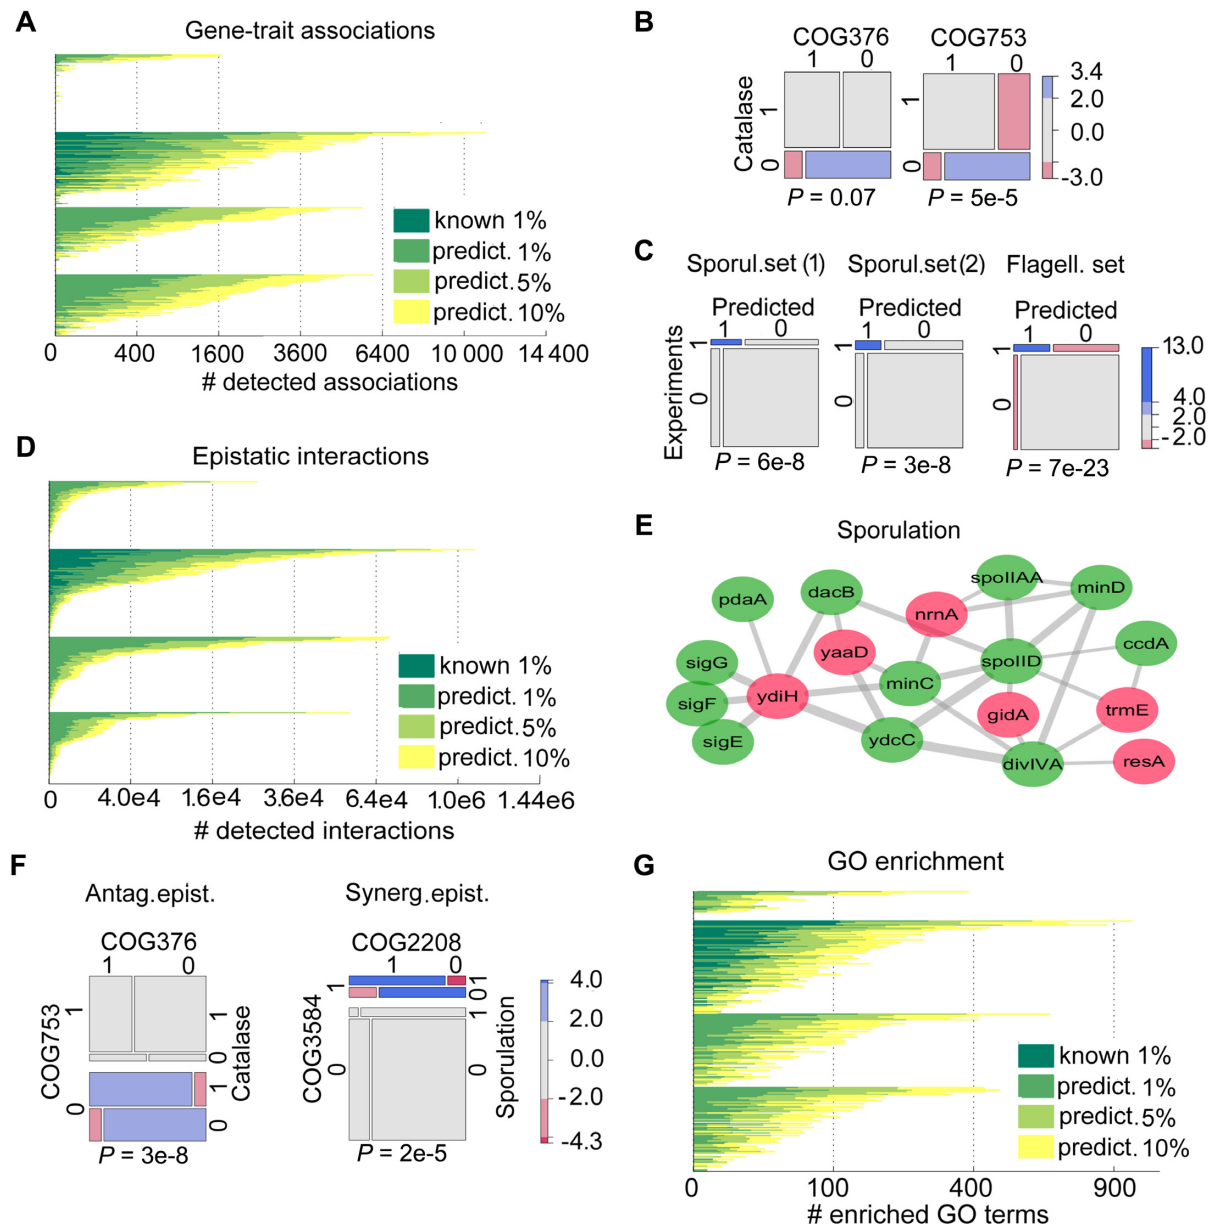 A
Gene-trait associations
known 1%
predict. 1%
predict. 5%
predict. 10%
0 400 1600 3600 6400 10 000 14 400
# detected associations
B
COG376 COG753
1 0 1 0
Catalase
1
0
1
0
3.4
2.0
0.0
-3.0
P = 0.07 P = 5e-5
C
Sporul.set (1) Sporul.set (2) Flagell. set
Predicted Predicted Predicted
1 0 1 0 1 0
Experiments
1
0
1
0
1
0
13.0
4.0
2.0
-2.0
P = 6e-8 P = 3e-8 P = 7e-23
D
Epistatic interactions
known 1%
predict. 1%
predict. 5%
predict. 10%
0 4.0e4 1.6e4 3.6e4 6.4e4 1.0e6 1.44e6
# detected interactions
E
Sporulation
spoIIAA
pdaA dacB minD
nrnA
ccdA
sigG yaaD spoIID
minC
sigF ydiH
gidA trmE
sigE ydcC
divIVA resA
F
Antag.epist. Synerg.epist.
COG376 COG2208
1 0 1 0
COG753
1
0
Catalase
1
0
1
0
COG3584
1
0
Sporulation
1
0
1
0
4.0
2.0
0.0
-2.0
-4.3
P = 3e-8 P = 2e-5
G
GO enrichment
known 1%
predict. 1%
predict. 5%
predict. 10%
0 100 400 900
# enriched GO terms